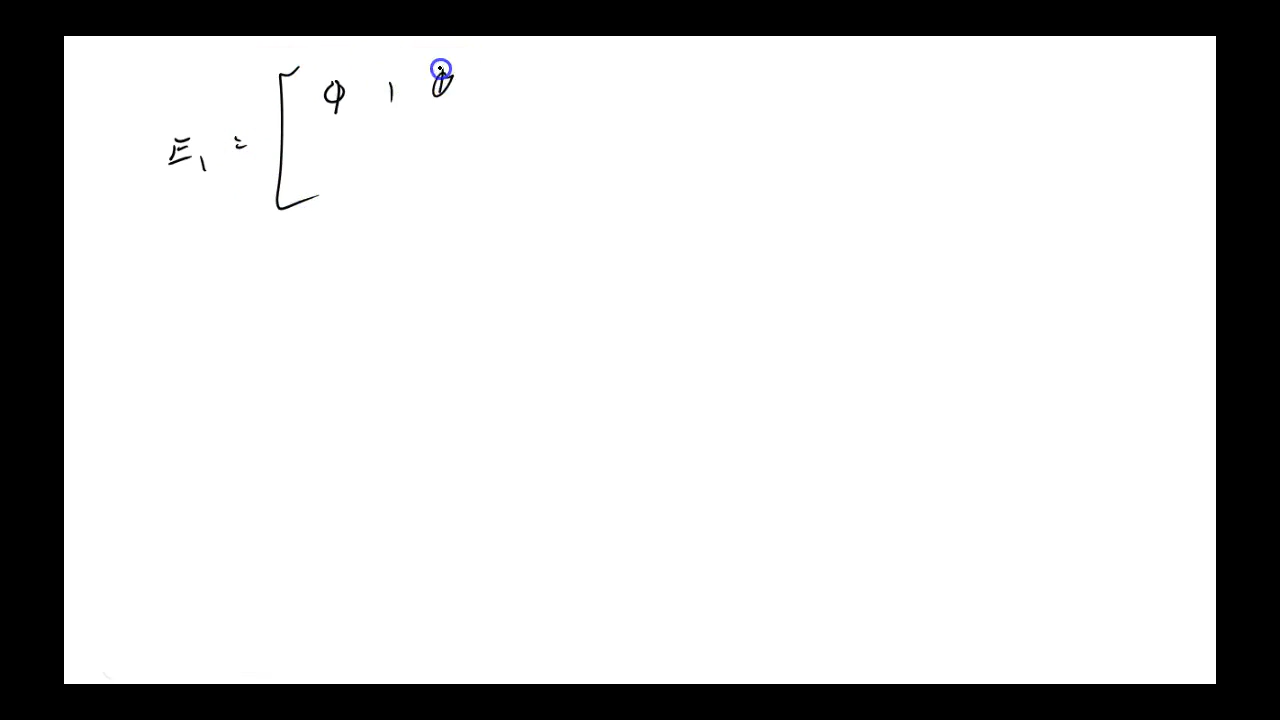 E₁ = [ φ 1 φ